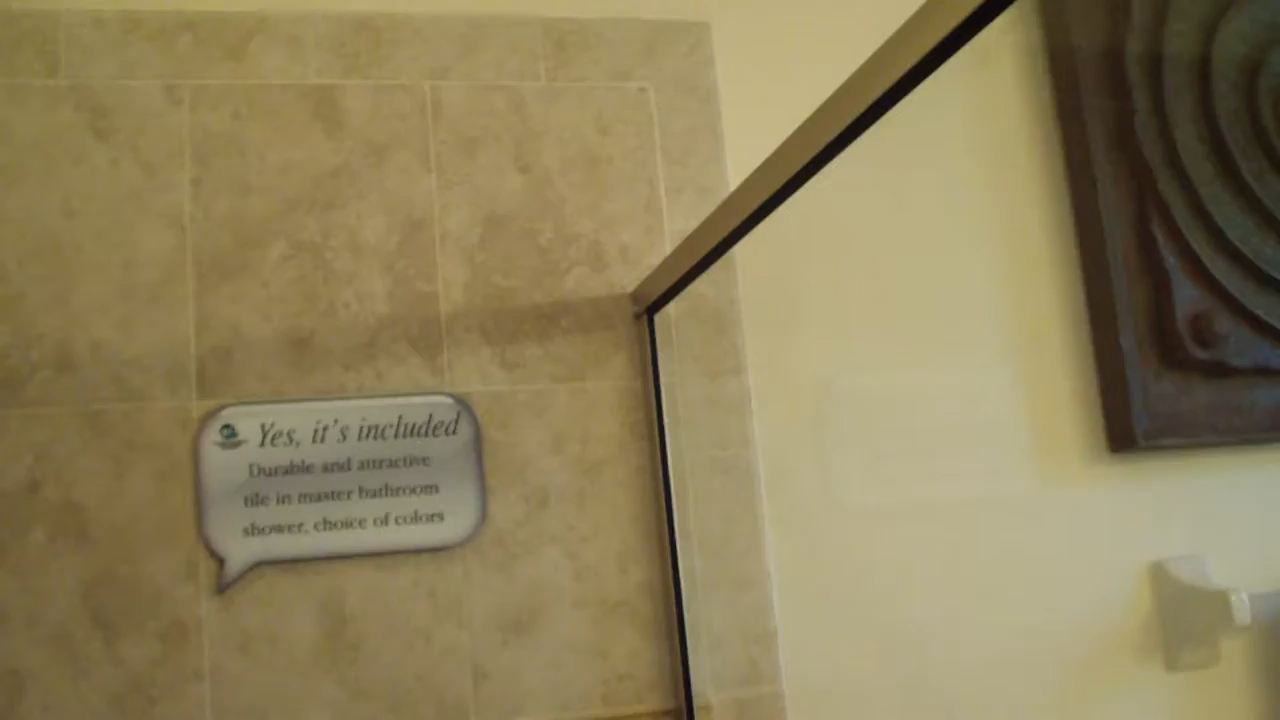 Yes, it's included
Durable and attractive
tile in master bathroom
shower, choice of colors